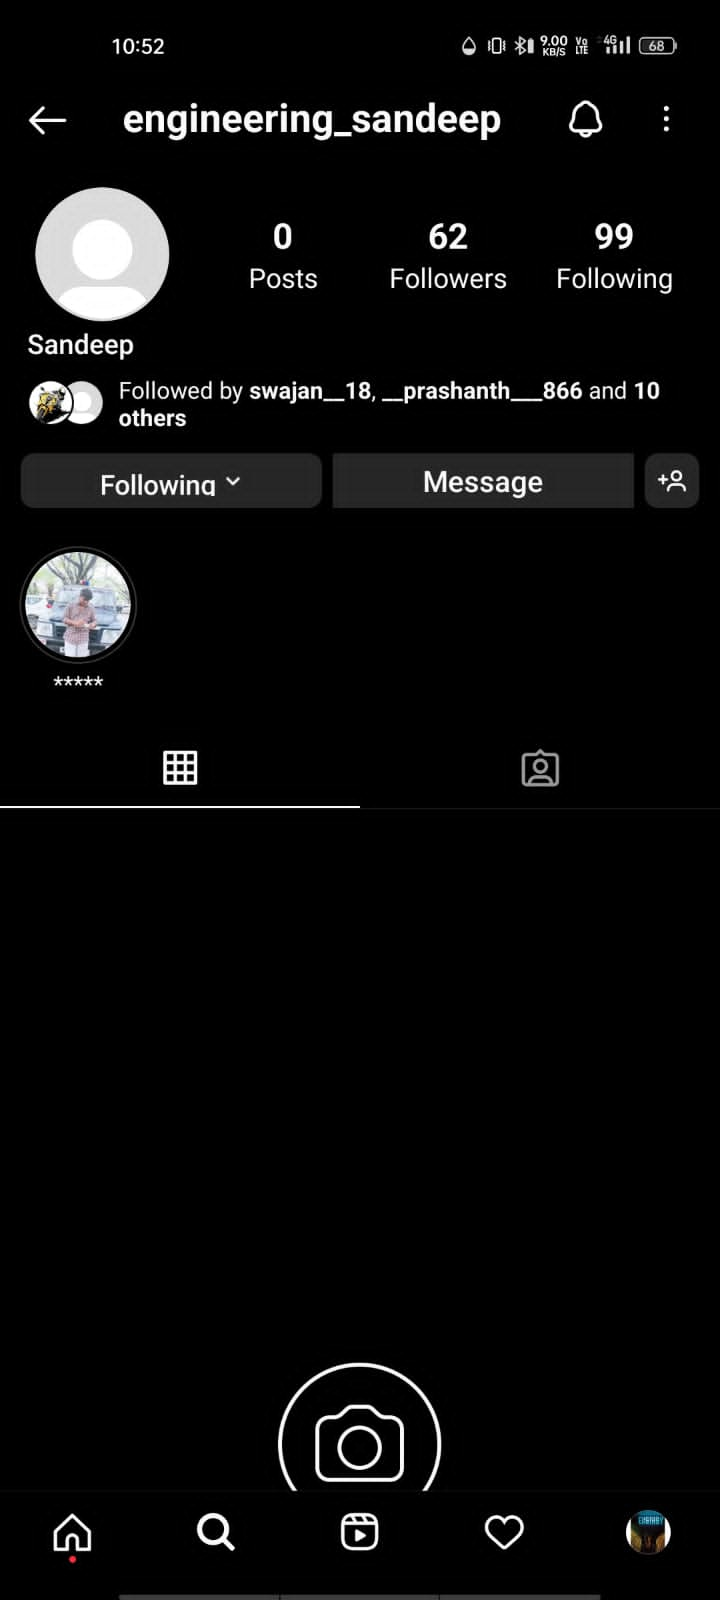 10:52 9.00 KB/S Vo LTE 4G 68
engineering_sandeep
0 62 99
Posts Followers Following
Sandeep
Followed by swajan__18, __prashanth___866 and 10
others
Following Message
*****